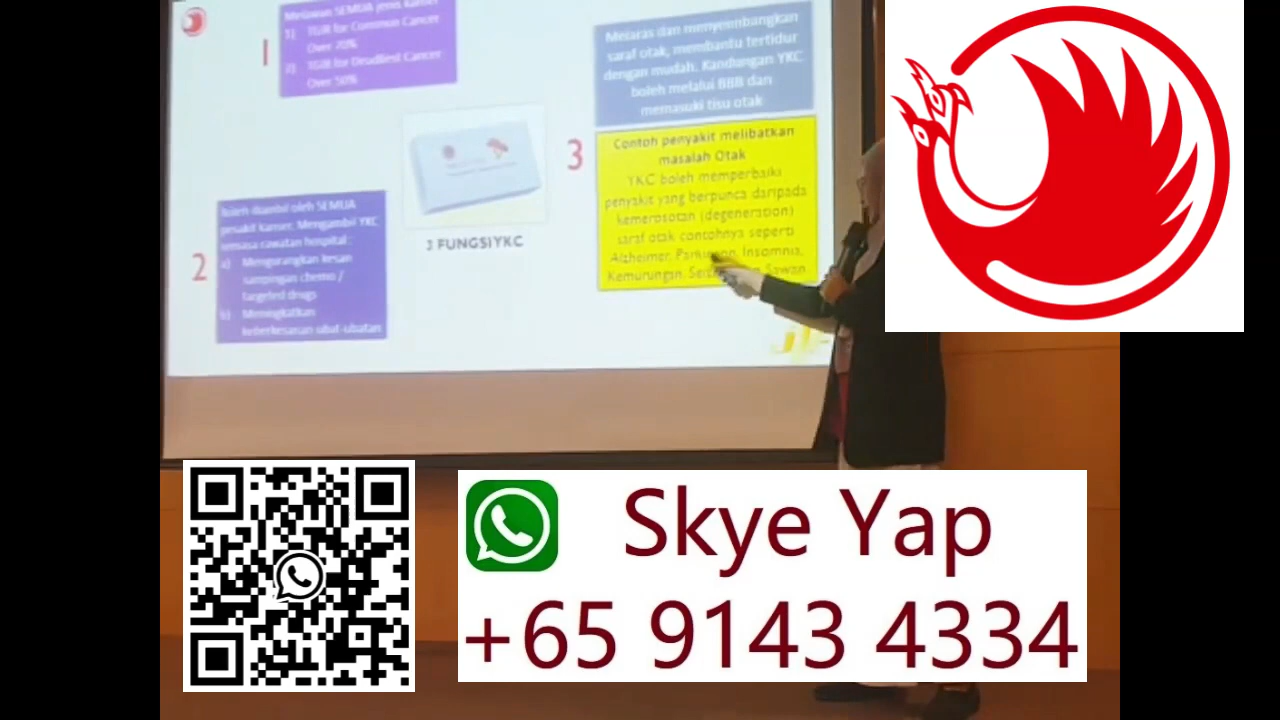 1
Melawan SEMUA jenis kanser
1) TGIR for Common Cancer
Over 70%
2) TGIR for Deadliest Cancer
Over 50%
2
Boleh diambil oleh SEMUA
pesakit kanser. Mengambil YKC
semasa rawatan hospital :
a) Mengurangkan kesan
sampingan chemo /
targeted drugs
b) Meningkatkan
keberkesanan ubat-ubatan
3 FUNGSI YKC
3
Melaras dan menyeimbangkan
saraf otak, membantu tertidur
dengan mudah. Kandungan YKC
boleh melalui BBB dan
memasuki tisu otak
Contoh penyakit melibatkan
masalah Otak
YKC boleh memperbaiki
penyakit yang berpunca daripada
kemerosotan (degeneration)
saraf otak contohnya seperti
Alzheimer, Parkinson, Insomnia,
Kemurungan Sawan
Skye Yap
+65 9143 4334